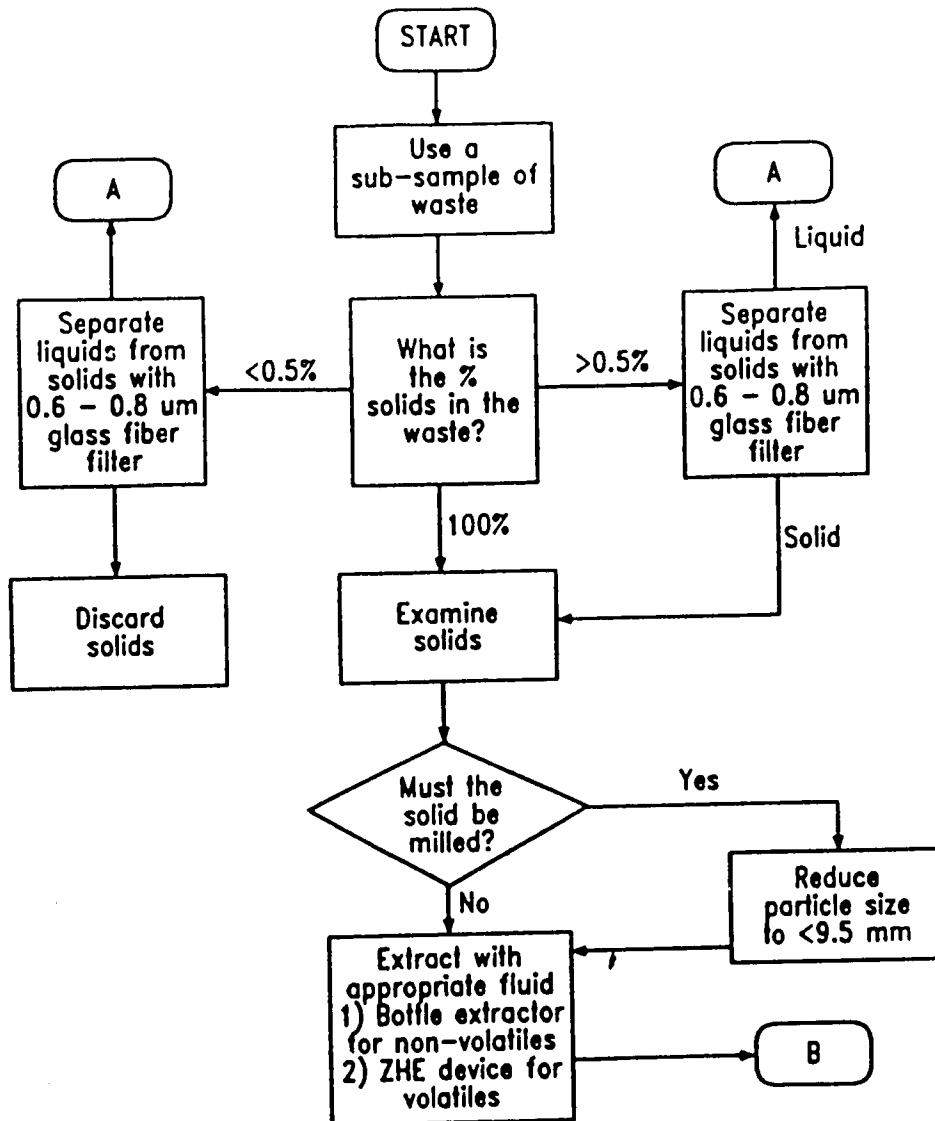 START
Use a
sub-sample of
waste
A
A
Liquid
Separate
liquids from
solids with
0.6 - 0.8 um
glass fiber
filter
<0.5%
What is
the %
solids in the
waste?
>0.5%
Separate
liquids from
solids with
0.6 - 0.8 um
glass fiber
filter
100%
Solid
Discard
solids
Examine
solids
Must the
solid be
milled?
Yes
No
Reduce
particle size
to <9.5 mm
Extract with
appropriate fluid
1) Bottle extractor
for non-volatiles
2) ZHE device for
volatiles
B